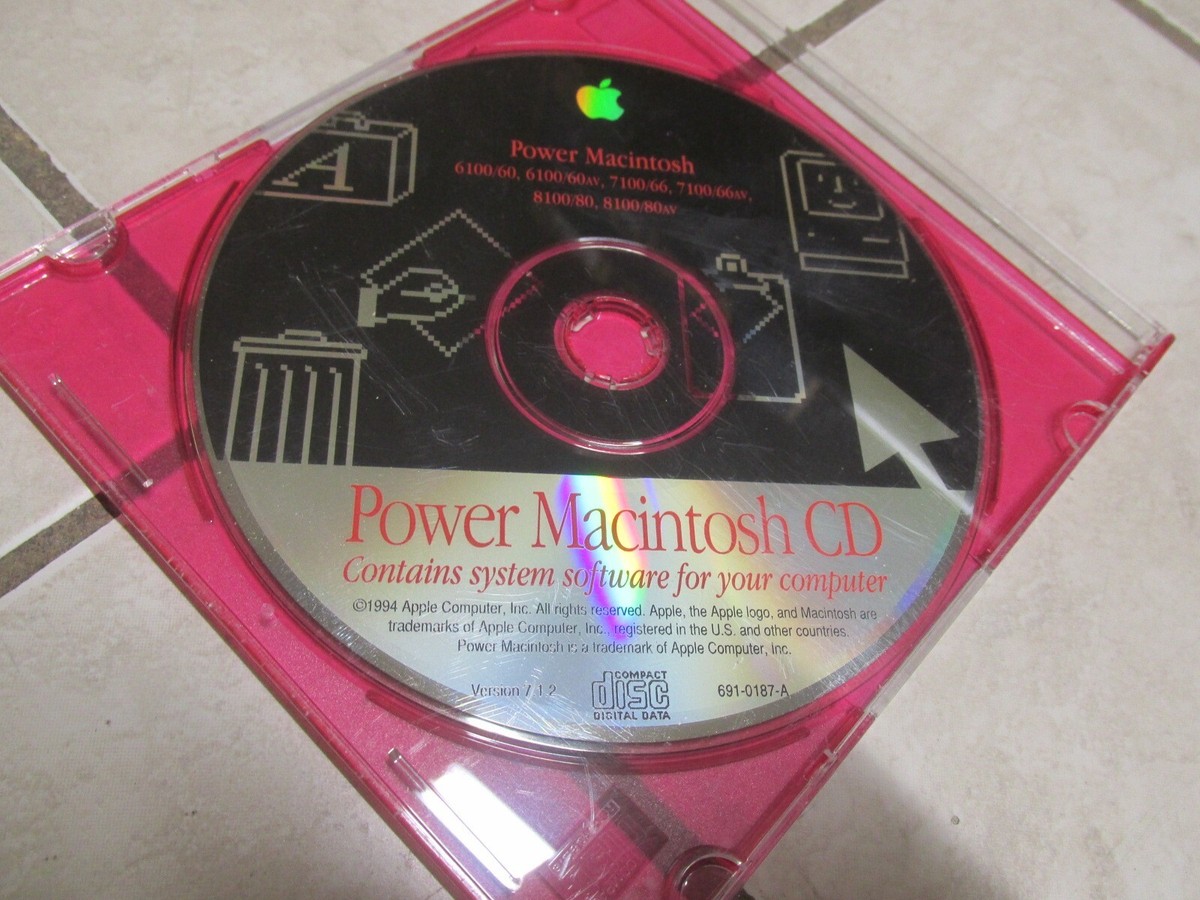 A
Power Macintosh
6100/60, 6100/60AV, 7100/66, 7100/66AV,
8100/80, 8100/80AV
Power Macintosh CD
Contains system software for your computer
©1994 Apple Computer, Inc. All rights reserved. Apple, the Apple logo, and Macintosh are
trademarks of Apple Computer, Inc., registered in the U.S. and other countries.
Power Macintosh is a trademark of Apple Computer, Inc.
Version 7.1.2
COMPACT
disc
DIGITAL DATA
691-0187-A